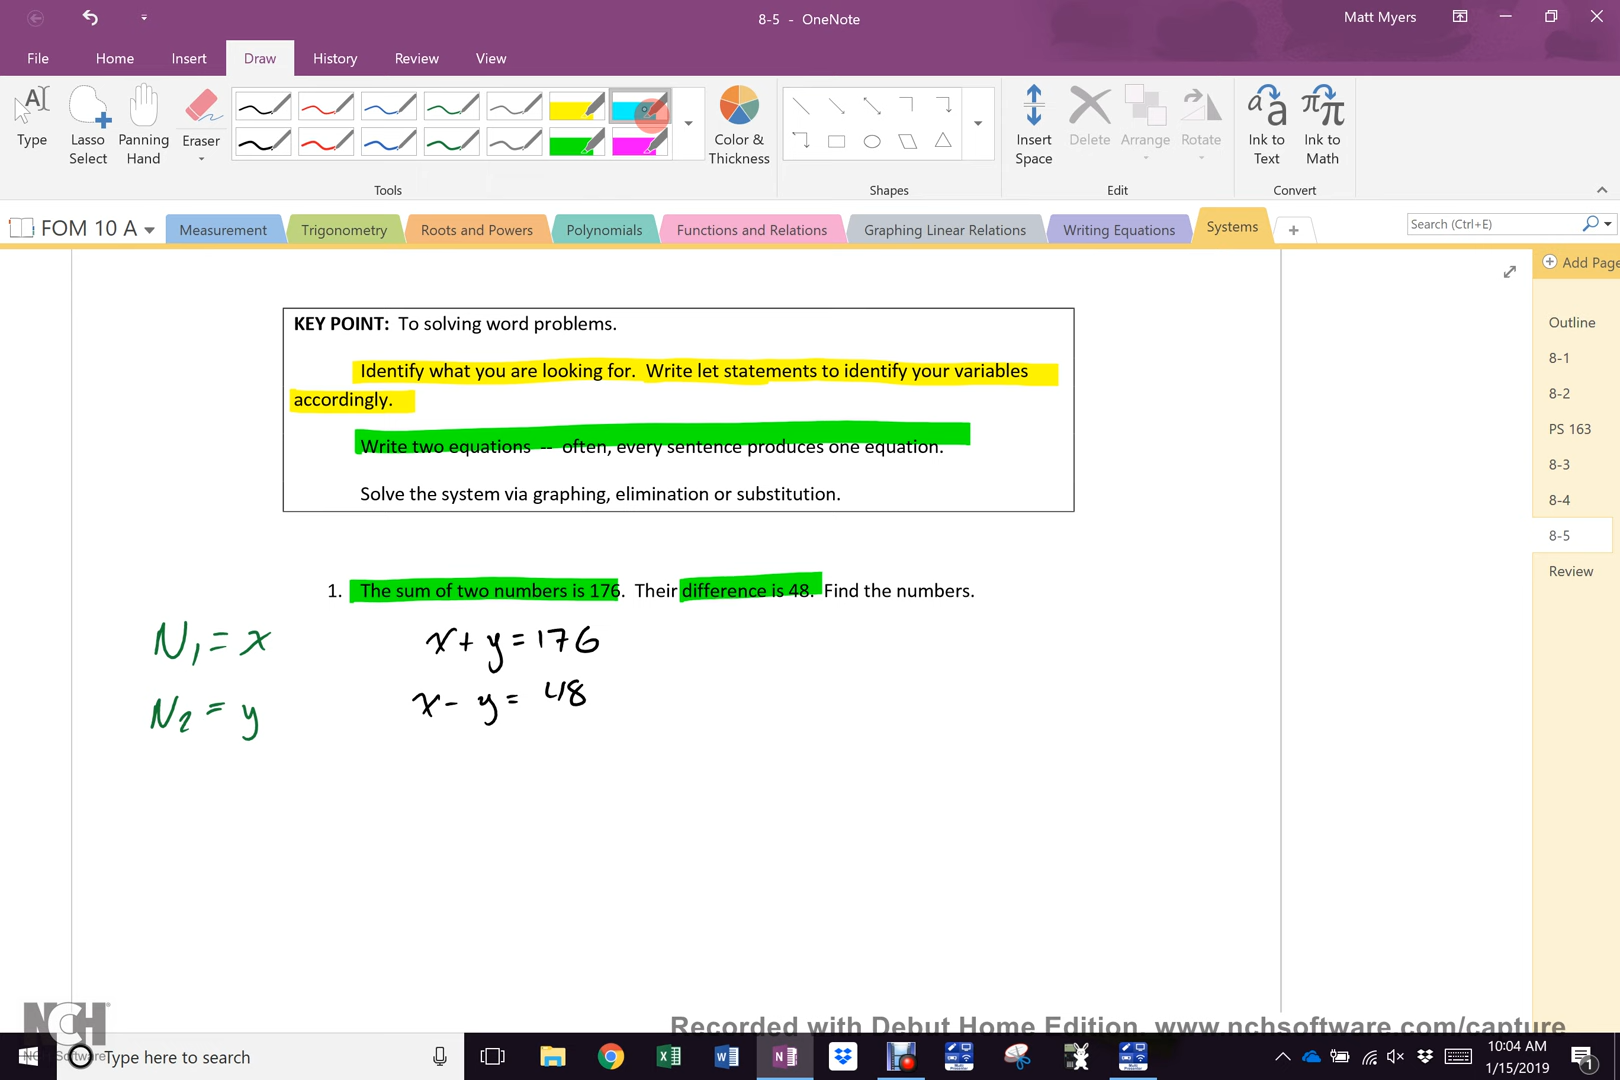 8-5 - OneNote
Matt Myers
File Home Insert Draw History Review View
Type
Lasso Select
Panning Hand
Eraser
Color & Thickness
Insert Space
Delete
Arrange
Rotate
Ink to Text
Ink to Math
Tools
Shapes
Edit
Convert
FOM 10 A
Measurement Trigonometry Roots and Powers Polynomials Functions and Relations Graphing Linear Relations Writing Equations Systems
Search (Ctrl+E)
Add Page
Outline
8-1
8-2
PS 163
8-3
8-4
8-5
Review
KEY POINT: To solving word problems.
Identify what you are looking for. Write let statements to identify your variables
accordingly.
Write two equations -- often, every sentence produces one equation.
Solve the system via graphing, elimination or substitution.
1. The sum of two numbers is 176. Their difference is 48. Find the numbers.
N₁ = x
x + y = 176
N₂ = y
x - y = 48
NCH
NCH Software
Recorded with Debut Home Edition. www.nchsoftware.com/capture
Type here to search
10:04 AM
1/15/2019
1